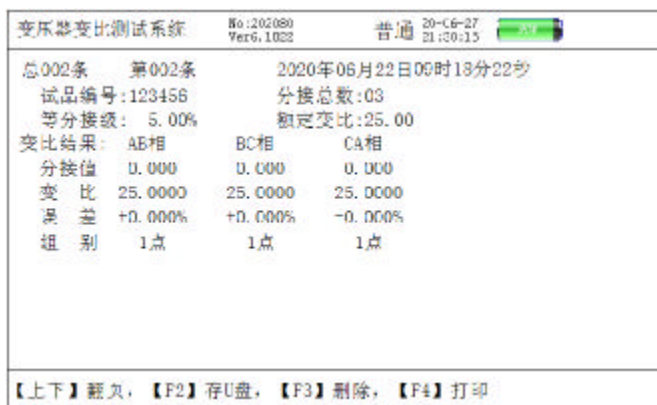 变压器变比测试系统 No:202080 普通 20-06-27
Ver6.1022 21:30:15
总002条 第002条 2020年06月22日09时18分22秒
试品编号:123456 分接总数:03
等分接级: 5.00% 额定变比:25.00
变比结果: AB相 BC相 CA相
分接值 0.000 0.000 0.000
变 比 25.0000 25.0000 25.0000
误 差 +0.000% +0.000% -0.000%
组 别 1点 1点 1点
【上下】翻页,【F2】存U盘,【F3】删除,【F4】打印